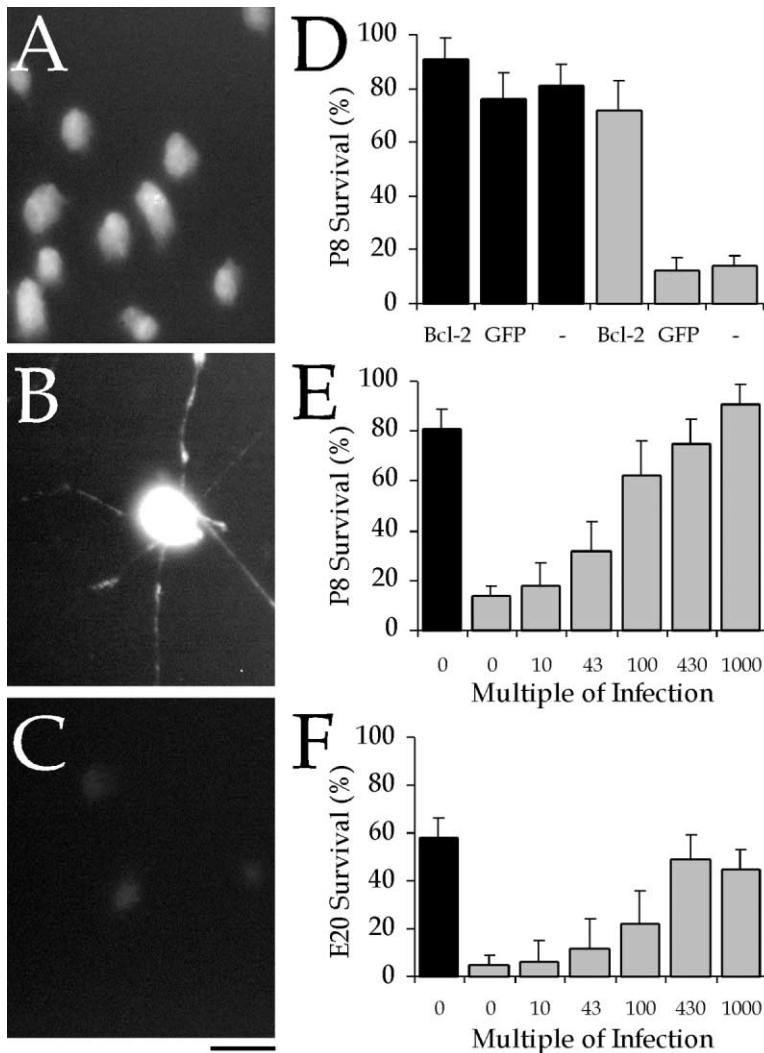 A
B
C
D
P8 Survival (%)
100
80
60
40
20
0
Bcl-2 GFP - Bcl-2 GFP -
E
P8 Survival (%)
100
80
60
40
20
0
0 0 10 43 100 430 1000
Multiple of Infection
F
E20 Survival (%)
100
80
60
40
20
0
0 0 10 43 100 430 1000
Multiple of Infection